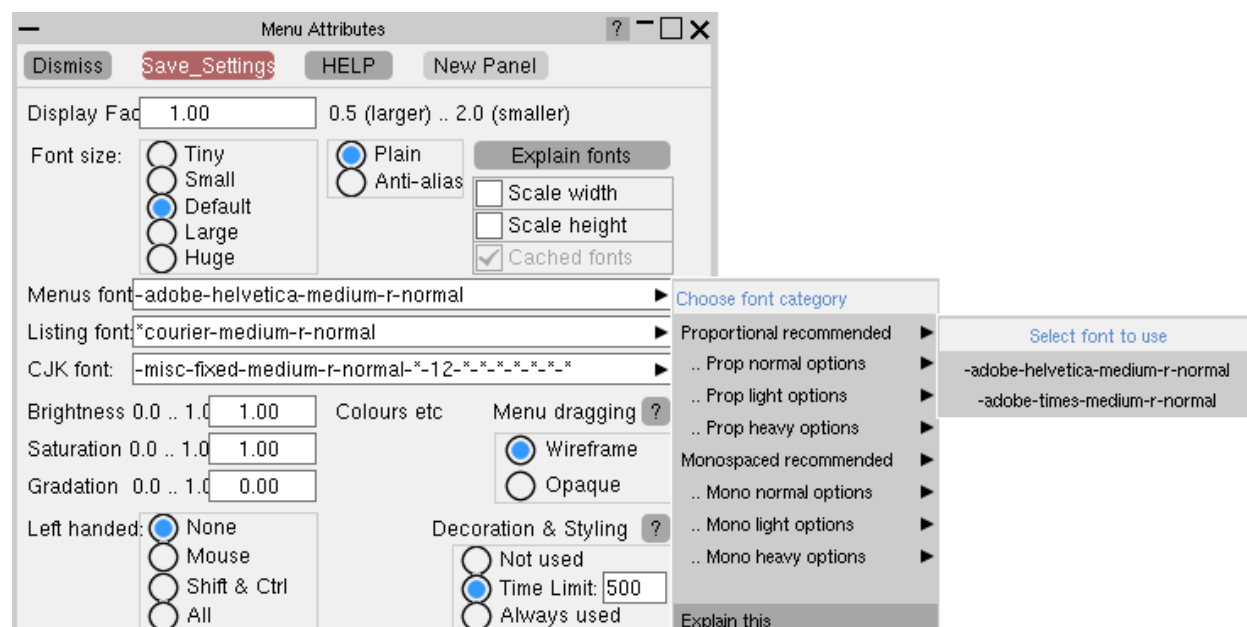 Menu Attributes ?
Dismiss Save_Settings HELP New Panel
Display Fac 1.00 0.5 (larger) .. 2.0 (smaller)
Font size: Tiny Plain Explain fonts
Small Anti-alias Scale width
Default
Large Scale height
Huge Cached fonts
Menus font -adobe-helvetica-medium-r-normal
Listing font: *courier-medium-r-normal
CJK font: -misc-fixed-medium-r-normal-*-12-*-*-*-*-*-*
Brightness 0.0 .. 1.0 1.00 Colours etc Menu dragging ?
Saturation 0.0 .. 1.0 1.00 Wireframe
Gradation 0.0 .. 1.0 0.00 Opaque
Left handed: None Decoration & Styling ?
Mouse Not used
Shift & Ctrl Time Limit: 500
All Always used
Choose font category
Proportional recommended
.. Prop normal options
.. Prop light options
.. Prop heavy options
Monospaced recommended
.. Mono normal options
.. Mono light options
.. Mono heavy options
Explain this
Select font to use
-adobe-helvetica-medium-r-normal
-adobe-times-medium-r-normal